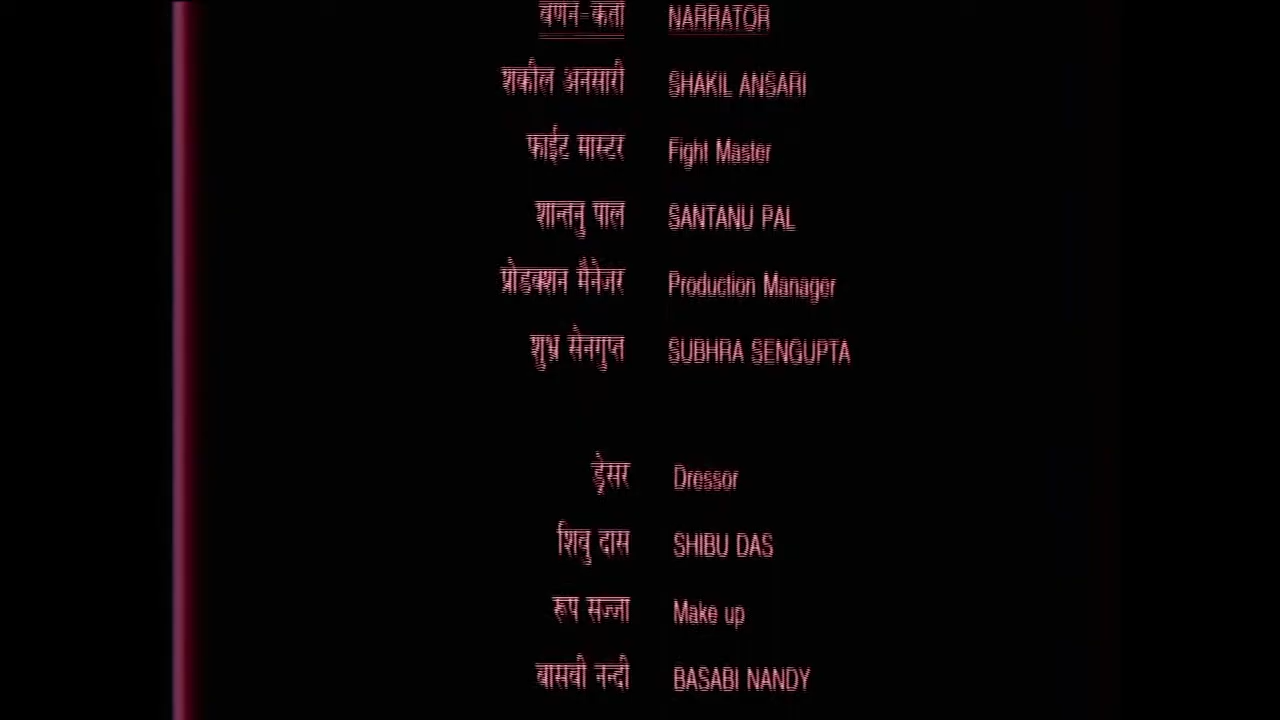 वर्णन-कर्ता NARRATOR
शकील अनसारी SHAKIL ANSARI
फाईट मास्टर Fight Master
शान्तनु पाल SANTANU PAL
प्रोडक्शन मैनेजर Production Manager
शुभ्र सेनगुप्त SUBHRA SENGUPTA
ड्रेसर Dressor
शिबु दास SHIBU DAS
रूप सज्जा Make up
बासबी नन्दी BASABI NANDY